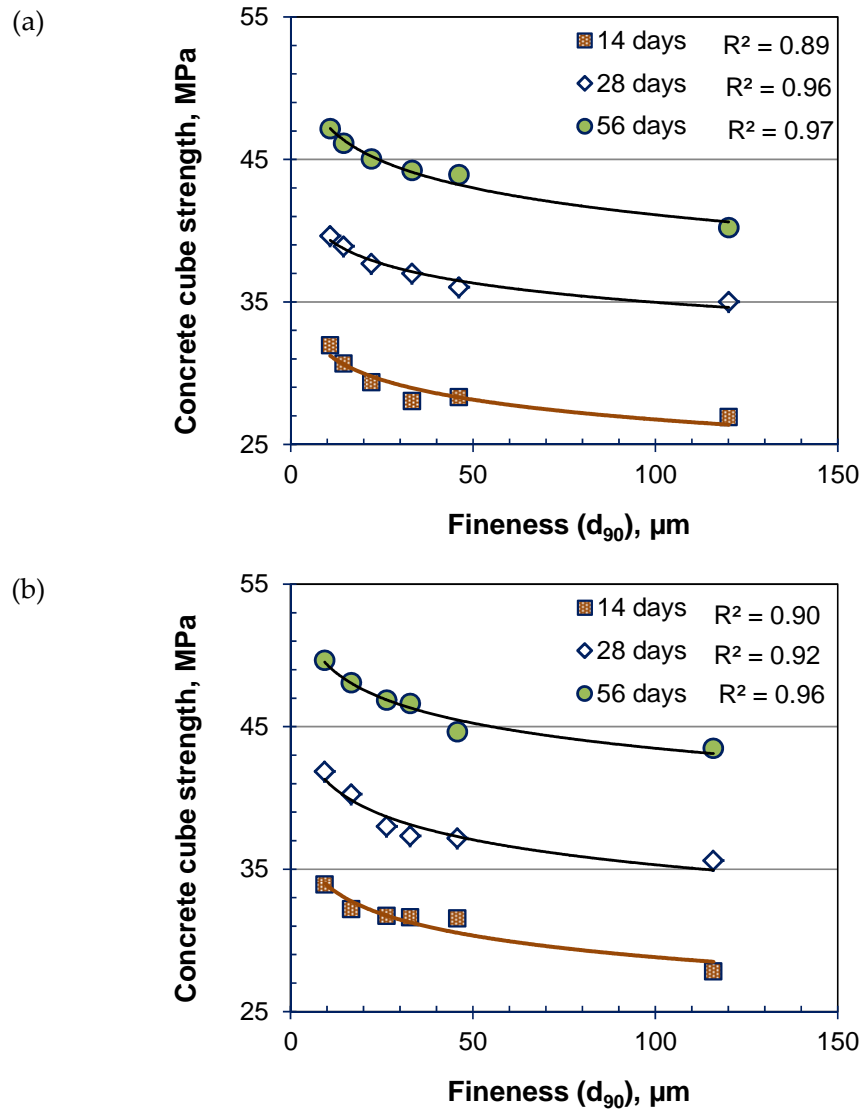 (a)
Concrete cube strength, MPa
55
45
35
25
14 days R² = 0.89
28 days R² = 0.96
56 days R² = 0.97
0 50 100 150
Fineness (d₉₀), µm
(b)
Concrete cube strength, MPa
55
45
35
25
14 days R² = 0.90
28 days R² = 0.92
56 days R² = 0.96
0 50 100 150
Fineness (d₉₀), µm